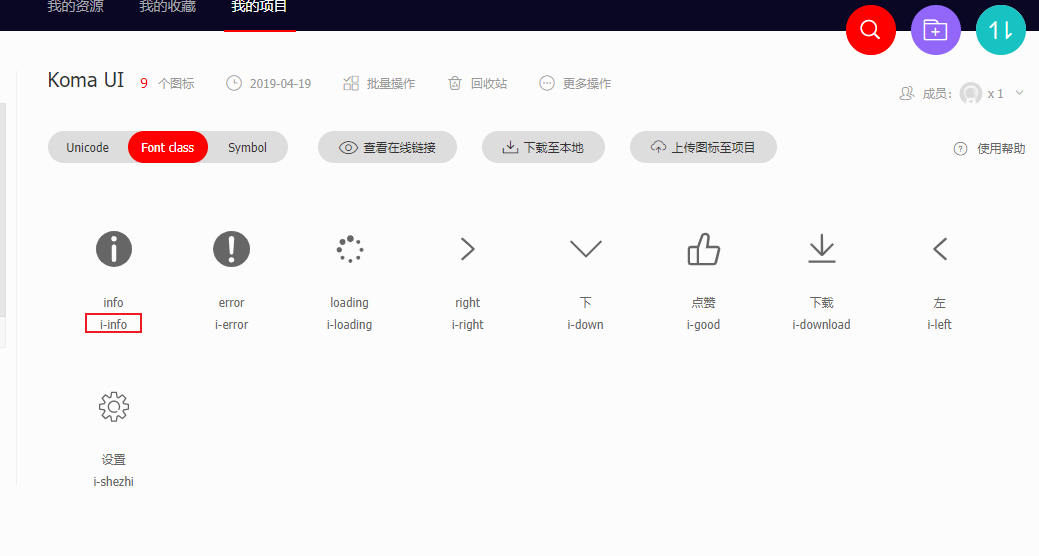 我的资源 我的收藏 我的项目
Koma UI 9 个图标 2019-04-19 批量操作 回收站 更多操作 成员: x 1
Unicode Font class Symbol 查看在线链接 下载至本地 上传图标至项目 使用帮助
info error loading right 下 点赞 下载 左
i-info i-error i-loading i-right i-down i-good i-download i-left
设置
i-shezhi